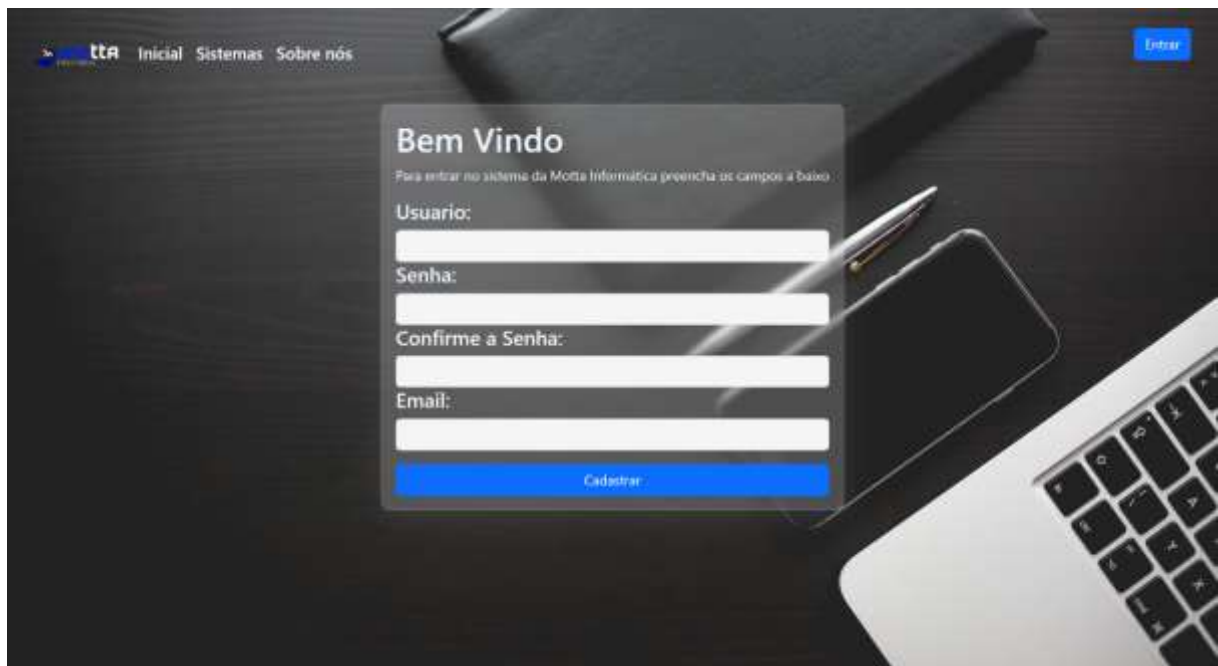 ttA Inicial Sistemas Sobre nós
Entrar
Bem Vindo
Para entrar no sistema da Motta Informática preencha os campos a baixo
Usuario:
Senha:
Confirme a Senha:
Email:
Cadastrar